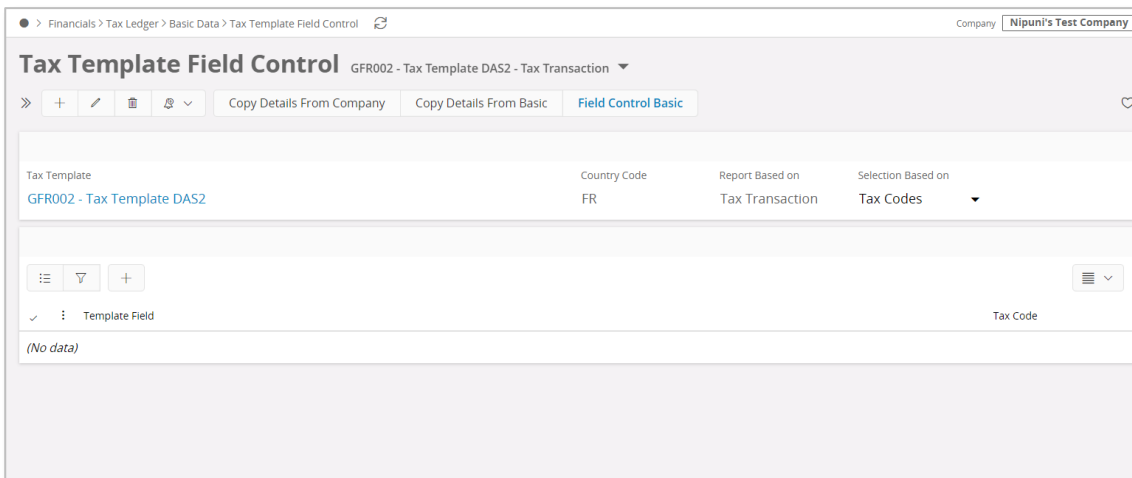 > Financials > Tax Ledger > Basic Data > Tax Template Field Control Company Nipuni's Test Company
Tax Template Field Control GFR002 - Tax Template DAS2 - Tax Transaction
Copy Details From Company Copy Details From Basic Field Control Basic
Tax Template Country Code Report Based on Selection Based on
GFR002 - Tax Template DAS2 FR Tax Transaction Tax Codes
Template Field Tax Code
(No data)